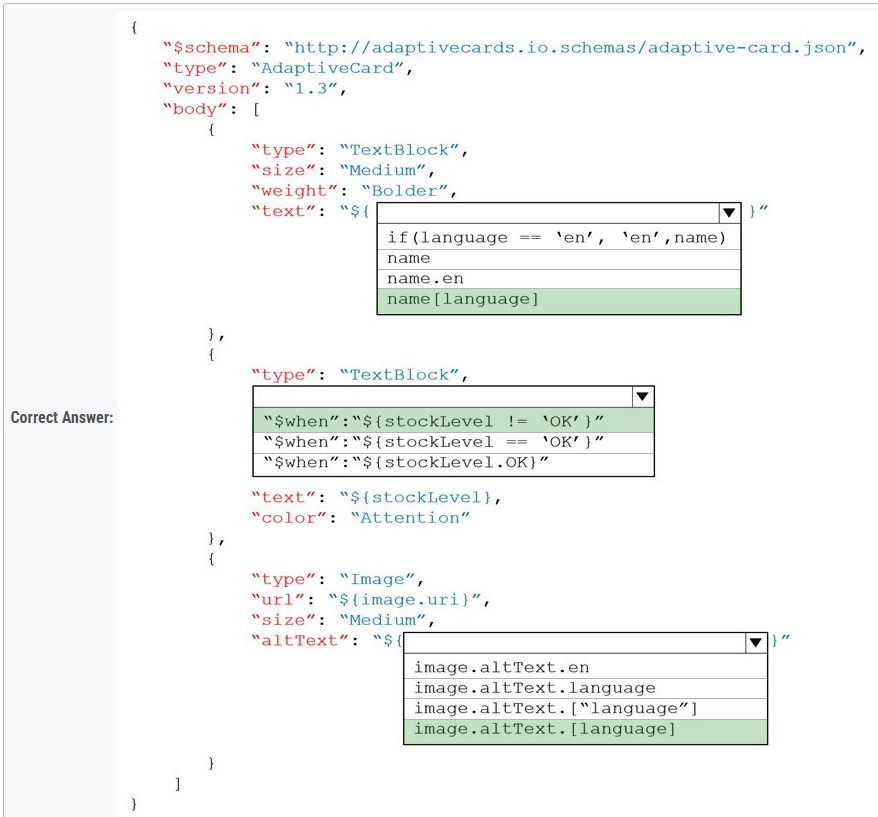 {
"$schema": "http://adaptivecards.io.schemas/adaptive-card.json",
"type": "AdaptiveCard",
"version": "1.3",
"body": [
{
"type": "TextBlock",
"size": "Medium",
"weight": "Bolder",
"text": "${ }"
if(language == 'en', 'en',name)
name
name.en
name[language]
},
{
"type": "TextBlock",
Correct Answer:
"$when":"${stockLevel != 'OK'}"
"$when":"${stockLevel == 'OK'}"
"$when":"${stockLevel.OK}"
"text": "${stockLevel},
"color": "Attention"
},
{
"type": "Image",
"url": "${image.uri}",
"size": "Medium",
"altText": "${ }"
image.altText.en
image.altText.language
image.altText.["language"]
image.altText.[language]
}
]
}